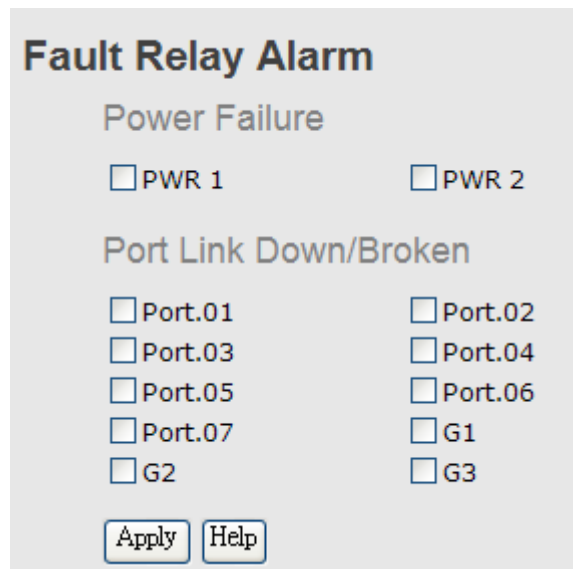 Fault Relay Alarm
Power Failure
PWR 1 PWR 2
Port Link Down/Broken
Port.01 Port.02
Port.03 Port.04
Port.05 Port.06
Port.07 G1
G2 G3
Apply Help